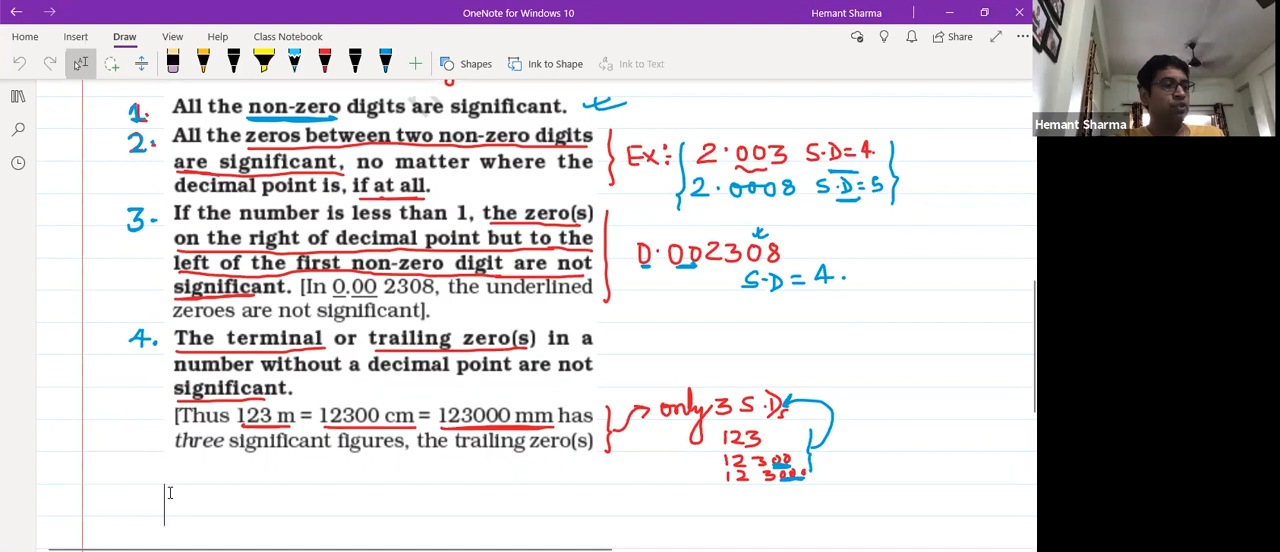 OneNote for Windows 10
Hemant Sharma
Home Insert Draw View Help Class Notebook
Share
Shapes Ink to Shape Ink to Text
1. All the non-zero digits are significant.
2. All the zeros between two non-zero digits
are significant, no matter where the
decimal point is, if at all.
Ex: 2.003 S.D=4.
2.0008 S.D=5
3- If the number is less than 1, the zero(s)
on the right of decimal point but to the
left of the first non-zero digit are not
significant. [In 0.00 2308, the underlined
zeroes are not significant].
0.002308
S.D = 4.
4. The terminal or trailing zero(s) in a
number without a decimal point are not
significant.
[Thus 123 m = 12300 cm = 123000 mm has
three significant figures, the trailing zero(s)
only 3 S.Ds
123
12 300
12 3000
Hemant Sharma